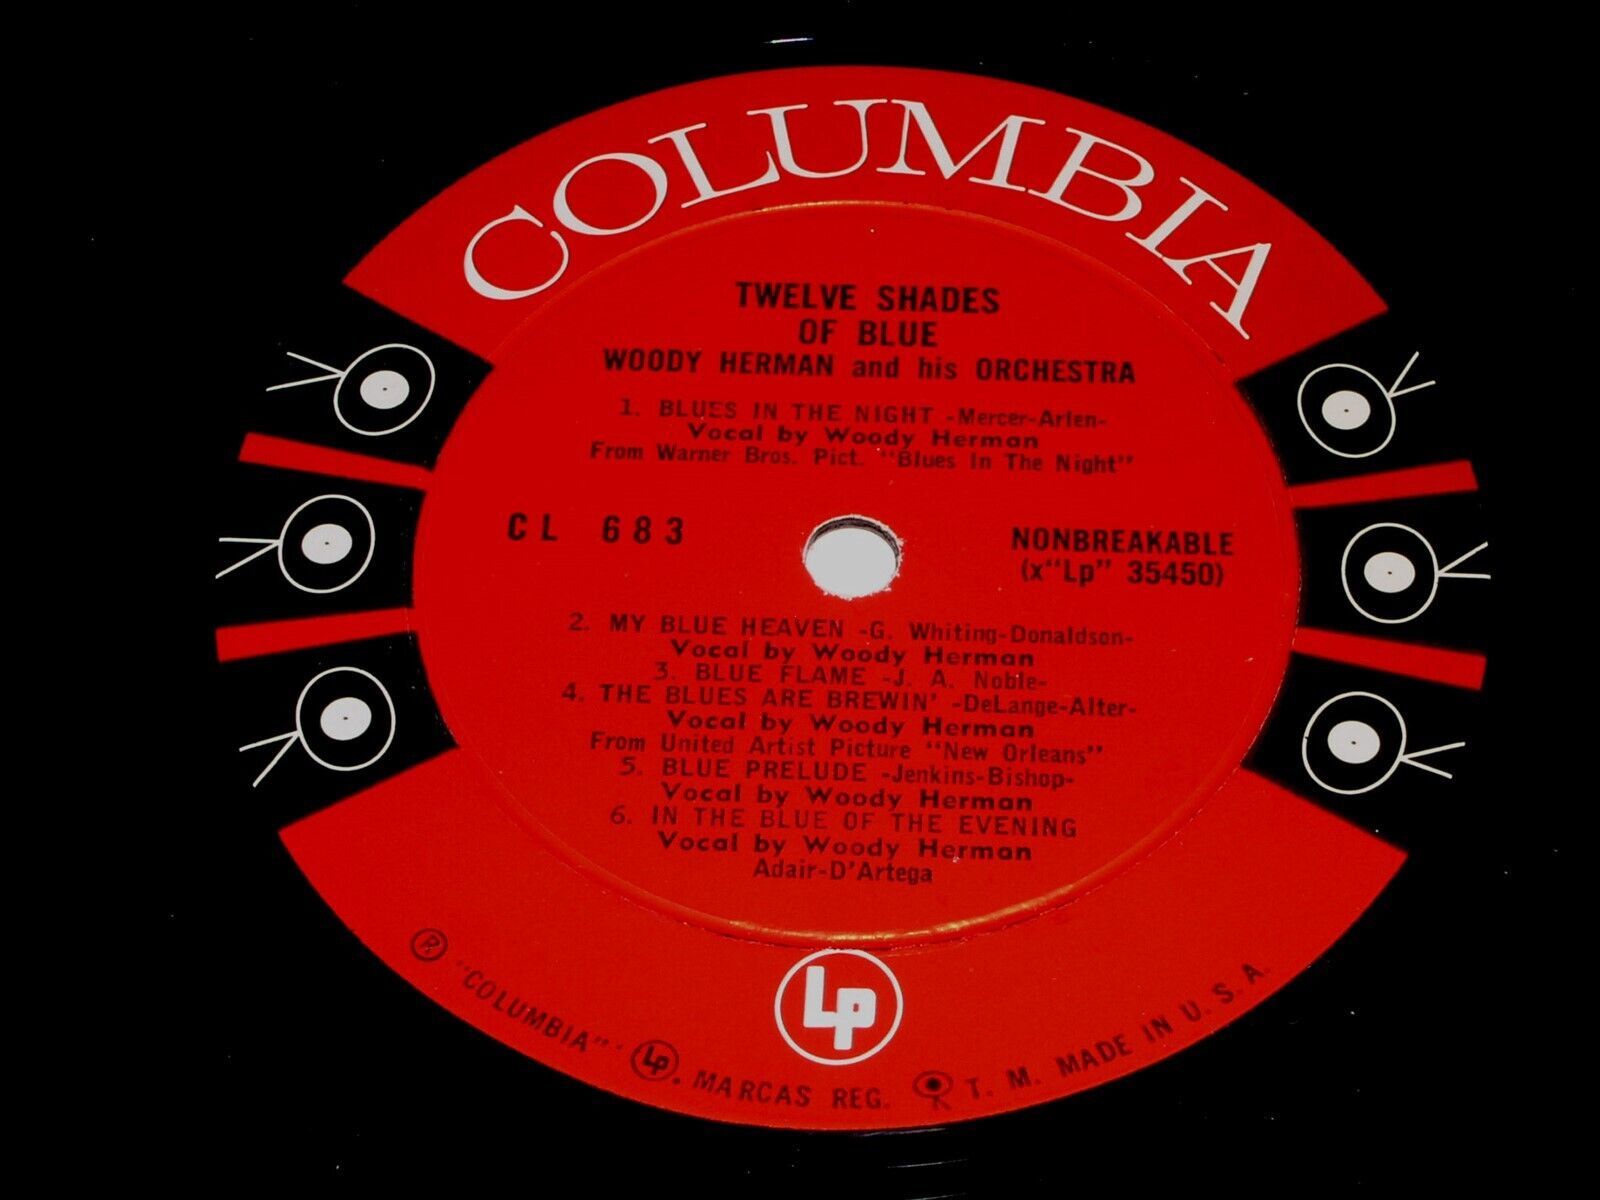 COLUMBIA
TWELVE SHADES
OF BLUE
WOODY HERMAN and his ORCHESTRA
1. BLUES IN THE NIGHT -Mercer-Arlen-
Vocal by Woody Herman
From Warner Bros. Pict. "Blues In The Night"
CL 683
NONBREAKABLE
(x"Lp" 35450)
2. MY BLUE HEAVEN -G. Whiting-Donaldson-
Vocal by Woody Herman
3. BLUE FLAME -J. A. Noble-
4. THE BLUES ARE BREWIN' -DeLange-Alter-
Vocal by Woody Herman
From United Artist Picture "New Orleans"
5. BLUE PRELUDE -Jenkins-Bishop-
Vocal by Woody Herman
6. IN THE BLUE OF THE EVENING
Vocal by Woody Herman
Adair-D'Artega
Lp
® "COLUMBIA" Lp. MARCAS REG. T. M. MADE IN U. S. A.